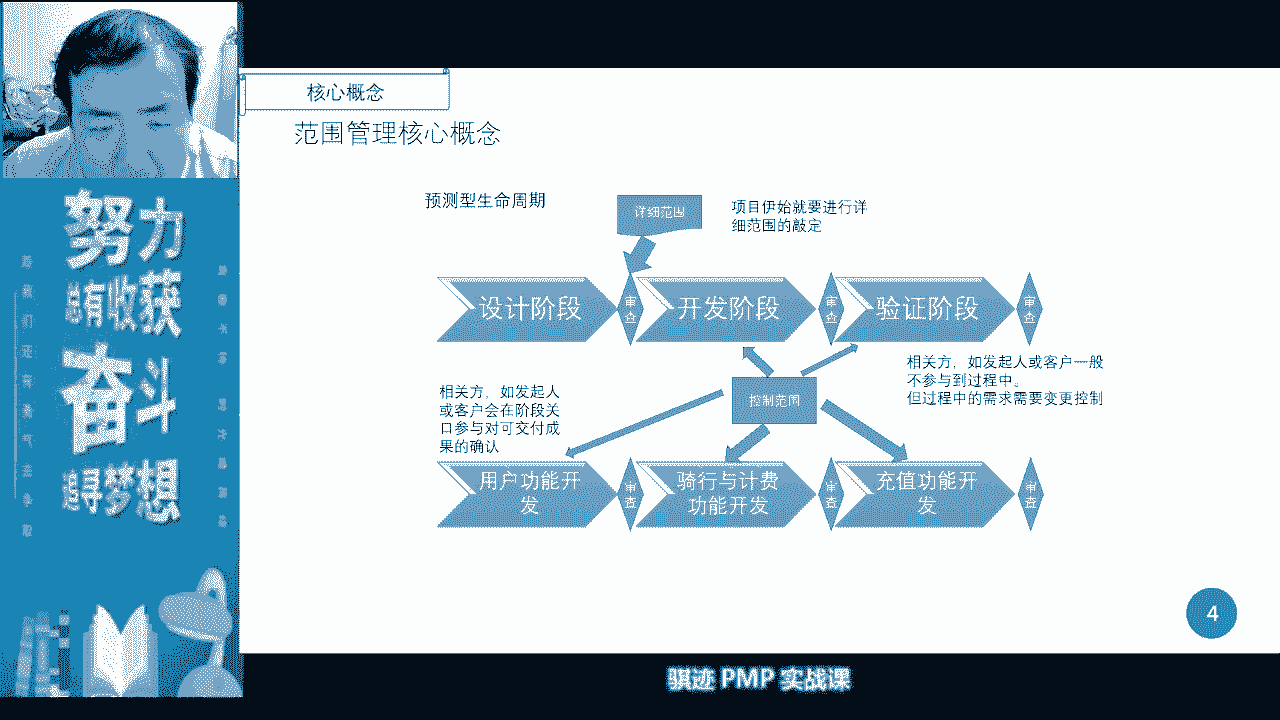 核心概念
范围管理核心概念
预测型生命周期
详细范围
项目伊始就要进行详
细范围的敲定
设计阶段
审
查
开发阶段
审
查
验证阶段
审
查
相关方，如发起人或客户一般
不参与到过程中。
但过程中的需求需要变更控制
控制范围
相关方，如发起人
或客户会在阶段关
口参与对可交付成
果的确认
用户功能开
发
审
查
骑行与计费
功能开发
审
查
充值功能开
发
审
查
4
努力
总有收获
奋斗
追寻梦想
骐迹 PMP 实战课